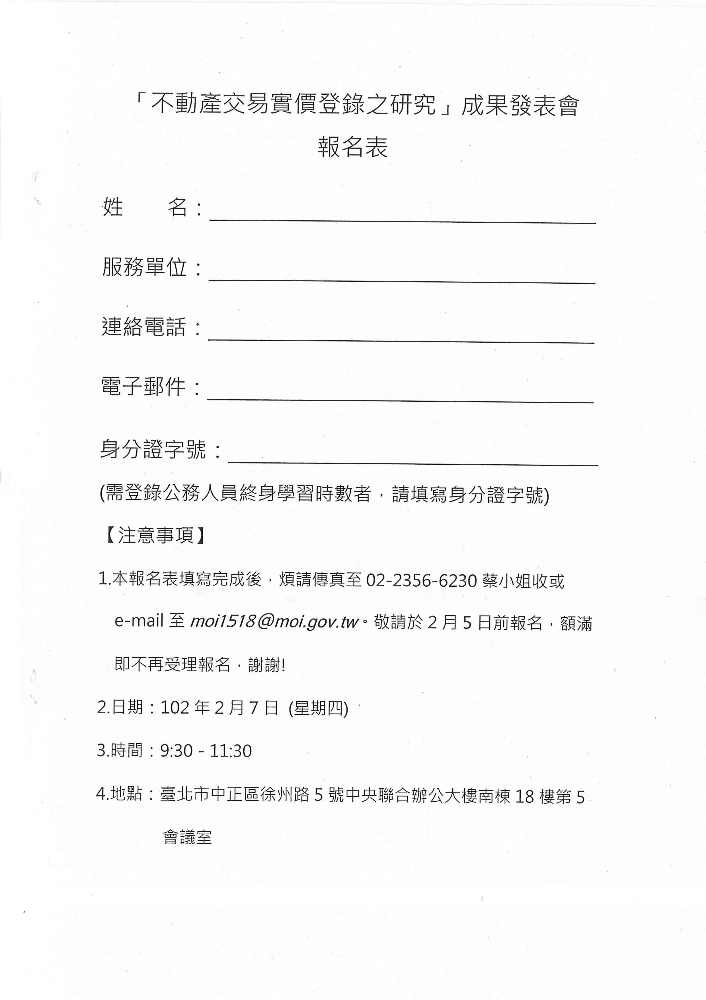 「不動產交易實價登錄之研究」成果發表會
報名表
姓　　名：
服務單位：
連絡電話：
電子郵件：
身分證字號：
(需登錄公務人員終身學習時數者，請填寫身分證字號)
【注意事項】
1.本報名表填寫完成後，煩請傳真至 02-2356-6230 蔡小姐收或
e-mail 至 moi1518@moi.gov.tw。敬請於 2 月 5 日前報名，額滿
即不再受理報名，謝謝!
2.日期：102 年 2 月 7 日 (星期四)
3.時間：9:30 - 11:30
4.地點：臺北市中正區徐州路 5 號中央聯合辦公大樓南棟 18 樓第 5
會議室